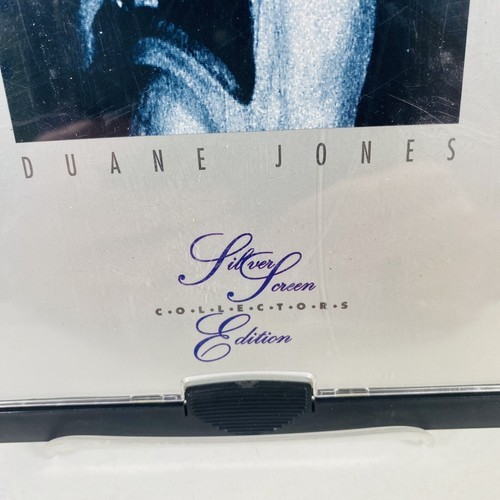 DUANE JONES
Silver
Screen
C·O·L·L·E·C·T·O·R·S
Edition